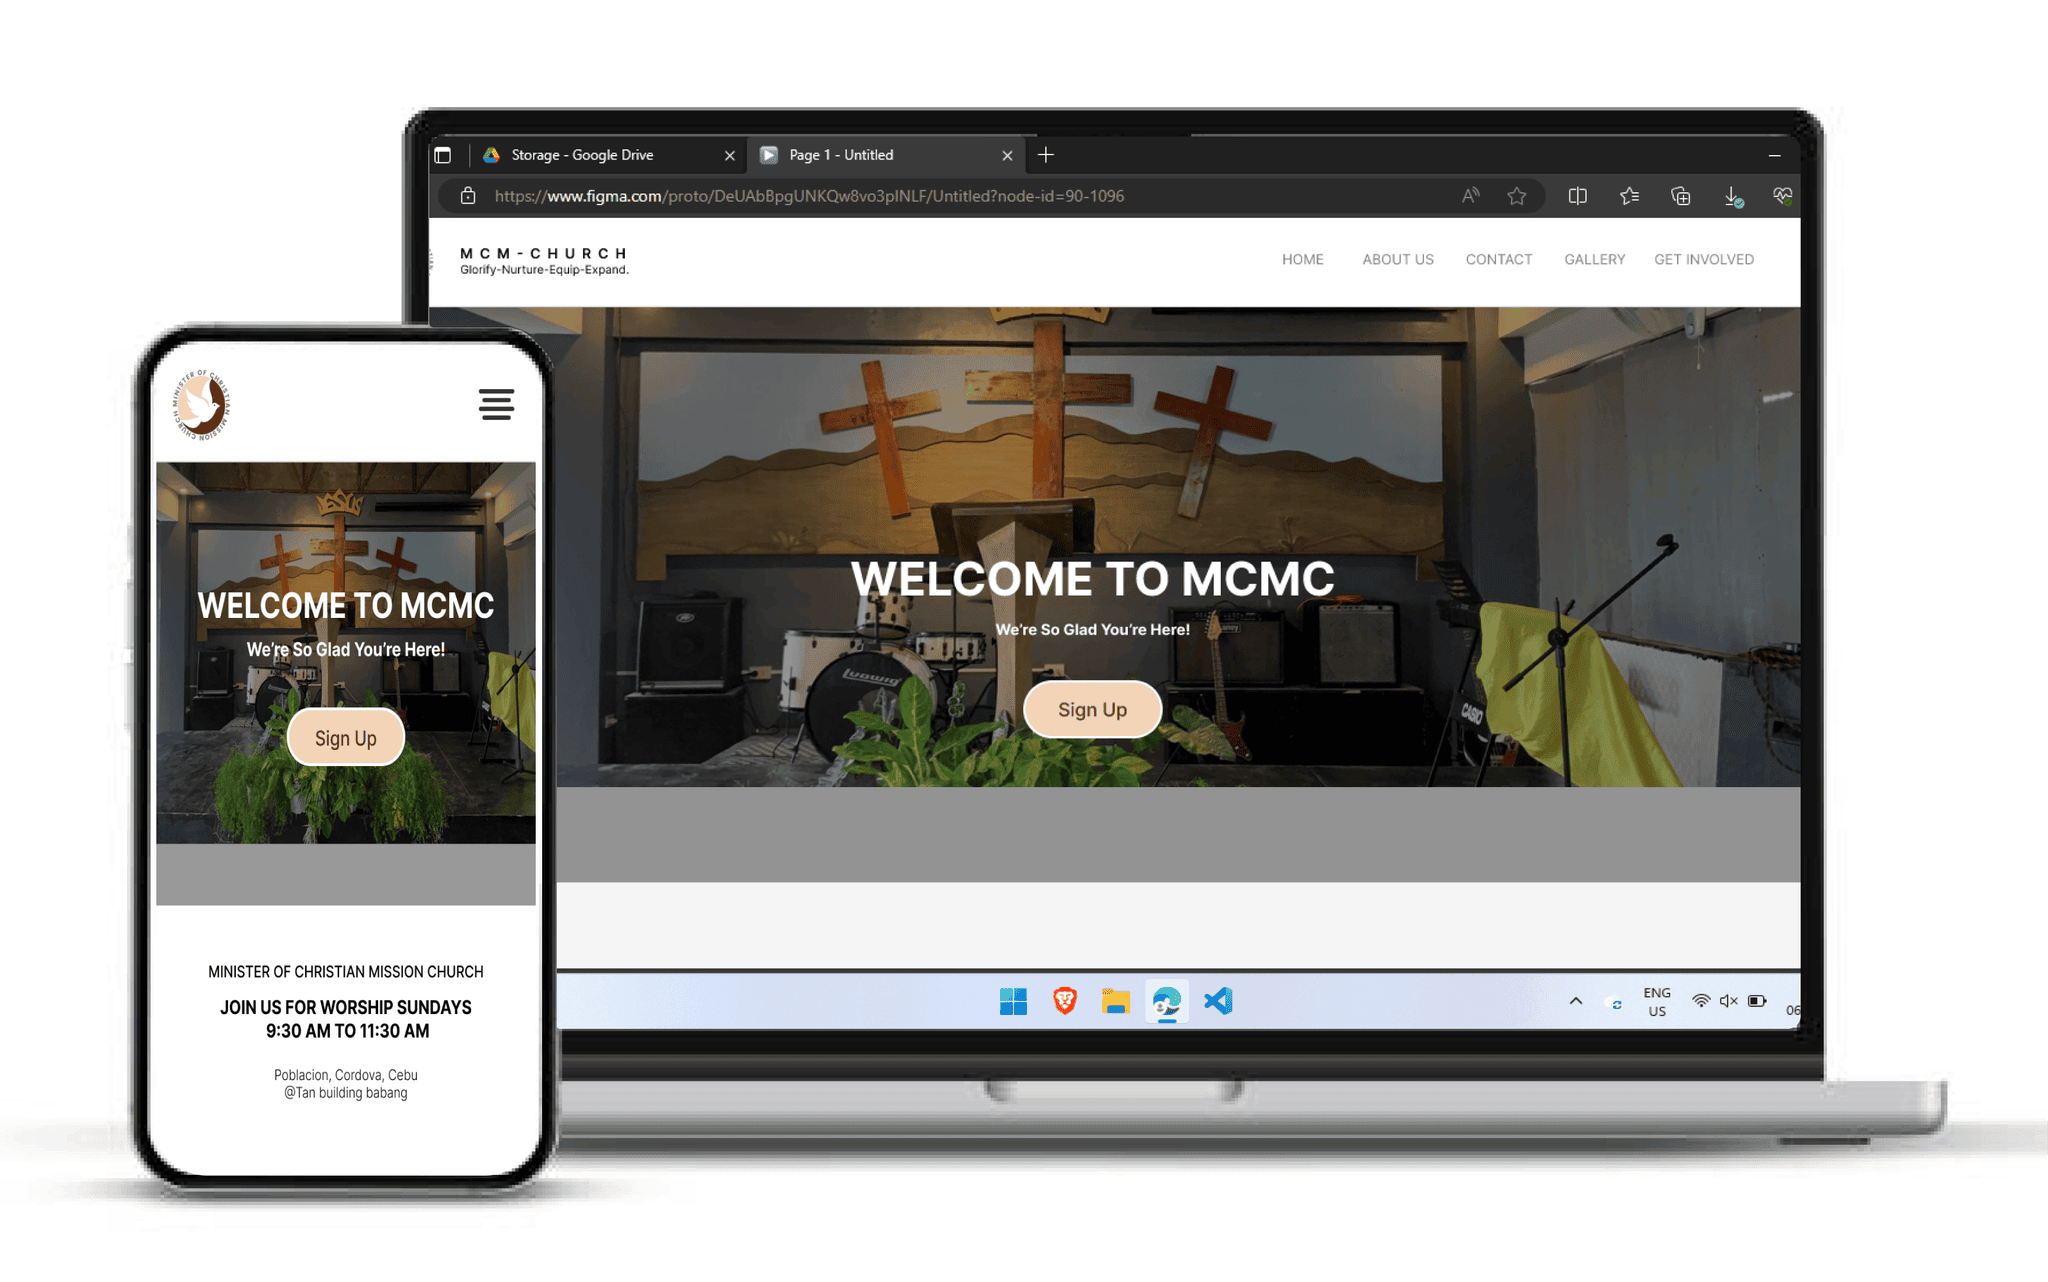 Storage - Google Drive
Page 1 - Untitled
https://www.figma.com/proto/DeUAbBpgUNKQw8vo3pINLF/Untitled?node-id=90-1096
MCM-CHURCH
Glorify-Nurture-Equip-Expand.
HOME ABOUT US CONTACT GALLERY GET INVOLVED
WELCOME TO MCMC
We're So Glad You're Here!
Sign Up
Ludwig
CASIO
ENG
US
06
MINISTER OF CHRISTIAN MISSION CHURCH
JESUS
WELCOME TO MCMC
We're So Glad You're Here!
Sign Up
MINISTER OF CHRISTIAN MISSION CHURCH
JOIN US FOR WORSHIP SUNDAYS
9:30 AM TO 11:30 AM
Poblacion, Cordova, Cebu
@Tan building babang